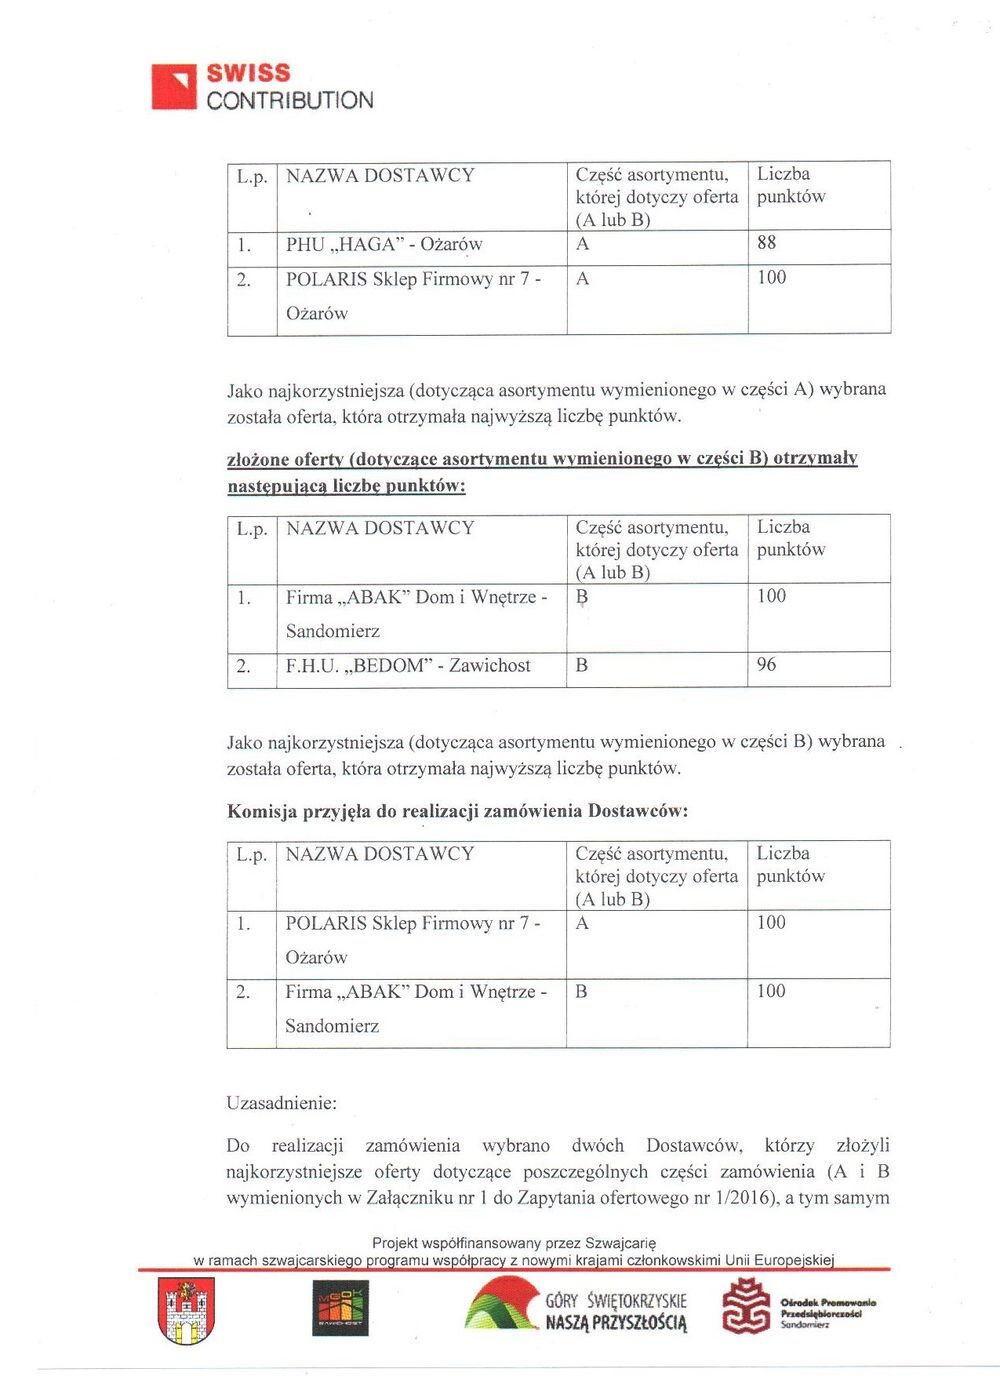 SWISS
CONTRIBUTION
L.p. NAZWA DOSTAWCY Część asortymentu, Liczba
której dotyczy oferta punktów
(A lub B)
1. PHU „HAGA” - Ożarów A 88
2. POLARIS Sklep Firmowy nr 7 - A 100
Ożarów
Jako najkorzystniejsza (dotycząca asortymentu wymienionego w części A) wybrana
została oferta, która otrzymała najwyższą liczbę punktów.
złożone oferty (dotyczące asortymentu wymienionego w części B) otrzymały
następującą liczbę punktów:
L.p. NAZWA DOSTAWCY Część asortymentu, Liczba
której dotyczy oferta punktów
(A lub B)
1. Firma „ABAK” Dom i Wnętrze - B 100
Sandomierz
2. F.H.U. „BEDOM” - Zawichost B 96
Jako najkorzystniejsza (dotycząca asortymentu wymienionego w części B) wybrana
została oferta, która otrzymała najwyższą liczbę punktów.
Komisja przyjęła do realizacji zamówienia Dostawców:
L.p. NAZWA DOSTAWCY Część asortymentu, Liczba
której dotyczy oferta punktów
(A lub B)
1. POLARIS Sklep Firmowy nr 7 - A 100
Ożarów
2. Firma „ABAK” Dom i Wnętrze - B 100
Sandomierz
Uzasadnienie:
Do realizacji zamówienia wybrano dwóch Dostawców, którzy złożyli
najkorzystniejsze oferty dotyczące poszczególnych części zamówienia (A i B
wymienionych w Załączniku nr 1 do Zapytania ofertowego nr 1/2016), a tym samym
Projekt współfinansowany przez Szwajcarię
w ramach szwajcarskiego programu współpracy z nowymi krajami członkowskimi Unii Europejskiej
MGOK
ZAWICHOST
GÓRY ŚWIĘTOKRZYSKIE
NASZĄ PRZYSZŁOŚCIĄ
Ośrodek Promowania
Przedsiębiorczości
Sandomierz